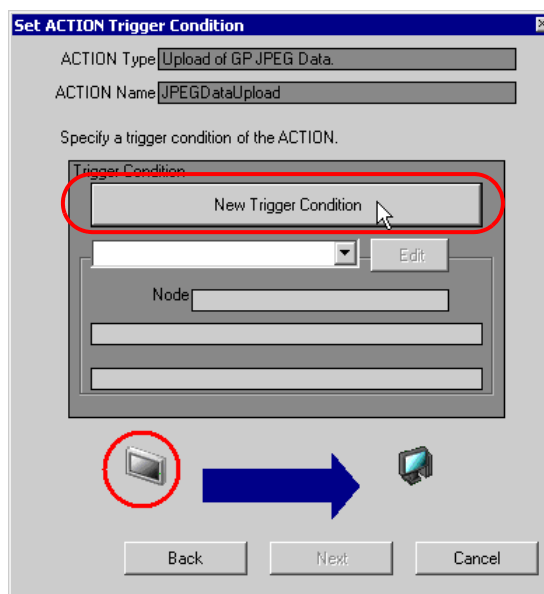 Set ACTION Trigger Condition
ACTION Type Upload of GP JPEG Data.
ACTION Name JPEGDataUpload
Specify a trigger condition of the ACTION.
Trigger Condition
New Trigger Condition
Edit
Node
Back Next Cancel